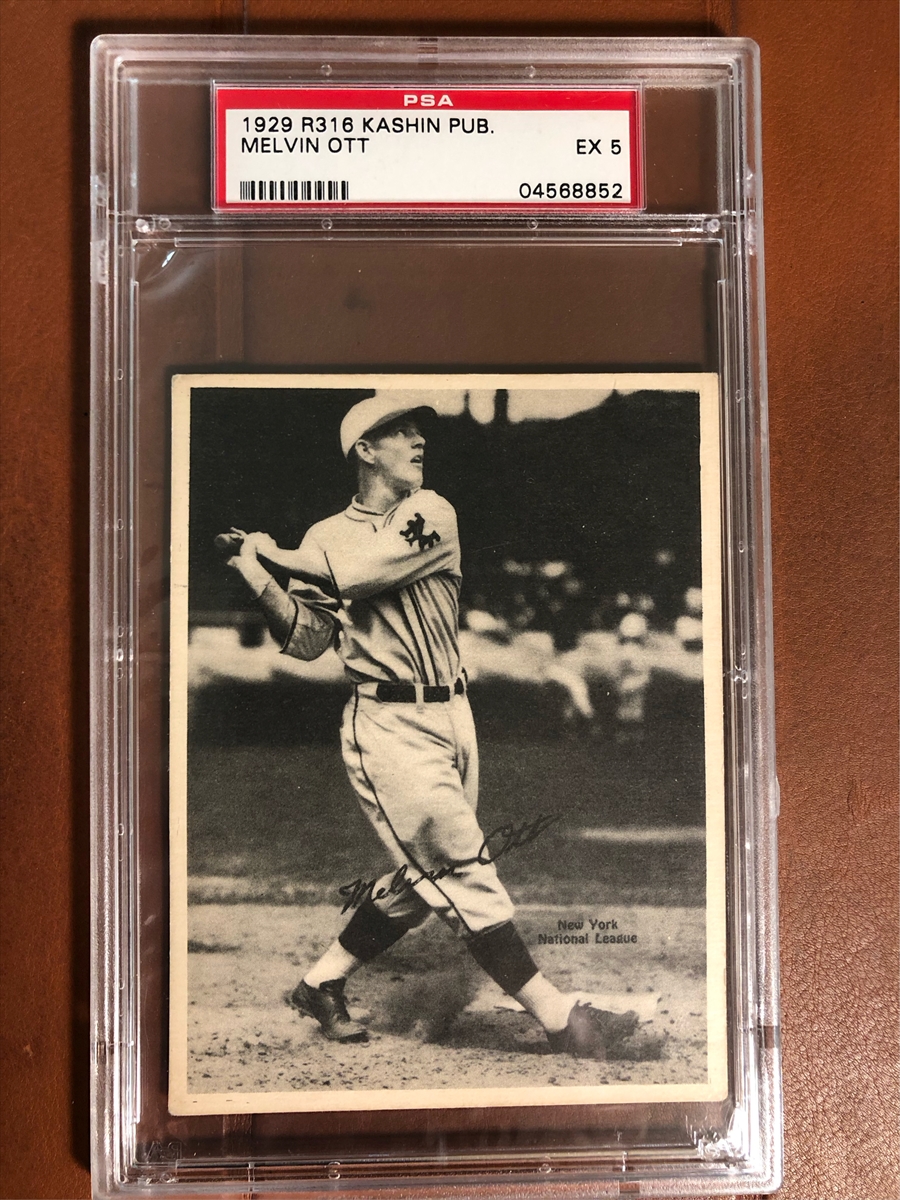 PSA
1929 R316 KASHIN PUB.
MELVIN OTT EX 5
04568852
Melvin Ott
New York
National League